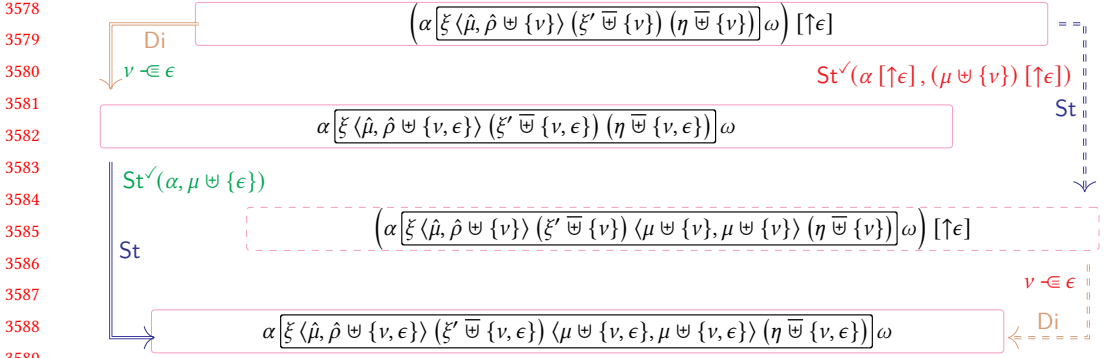 3578
(α ξ ⟨μ̂, ρ̂ ⊎ {ν}⟩ (ξ′ ⊎̅ {ν}) (η ⊎̅ {ν}) ω) [↑ϵ]
3579
Di
3580
ν ⋲ ϵ
St✓(α [↑ϵ], (μ ⊎ {ν}) [↑ϵ])
3581
St
3582
α ξ ⟨μ̂, ρ̂ ⊎ {ν, ϵ}⟩ (ξ′ ⊎̅ {ν, ϵ}) (η ⊎̅ {ν, ϵ}) ω
3583
St✓(α, μ ⊎ {ϵ})
3584
3585
(α ξ ⟨μ̂, ρ̂ ⊎ {ν}⟩ (ξ′ ⊎̅ {ν}) ⟨μ ⊎ {ν}, μ ⊎ {ν}⟩ (η ⊎̅ {ν}) ω) [↑ϵ]
St
3586
3587
ν ⋲ ϵ
3588
Di
α ξ ⟨μ̂, ρ̂ ⊎ {ν, ϵ}⟩ (ξ′ ⊎̅ {ν, ϵ}) ⟨μ ⊎ {ν, ϵ}, μ ⊎ {ν, ϵ}⟩ (η ⊎̅ {ν, ϵ}) ω